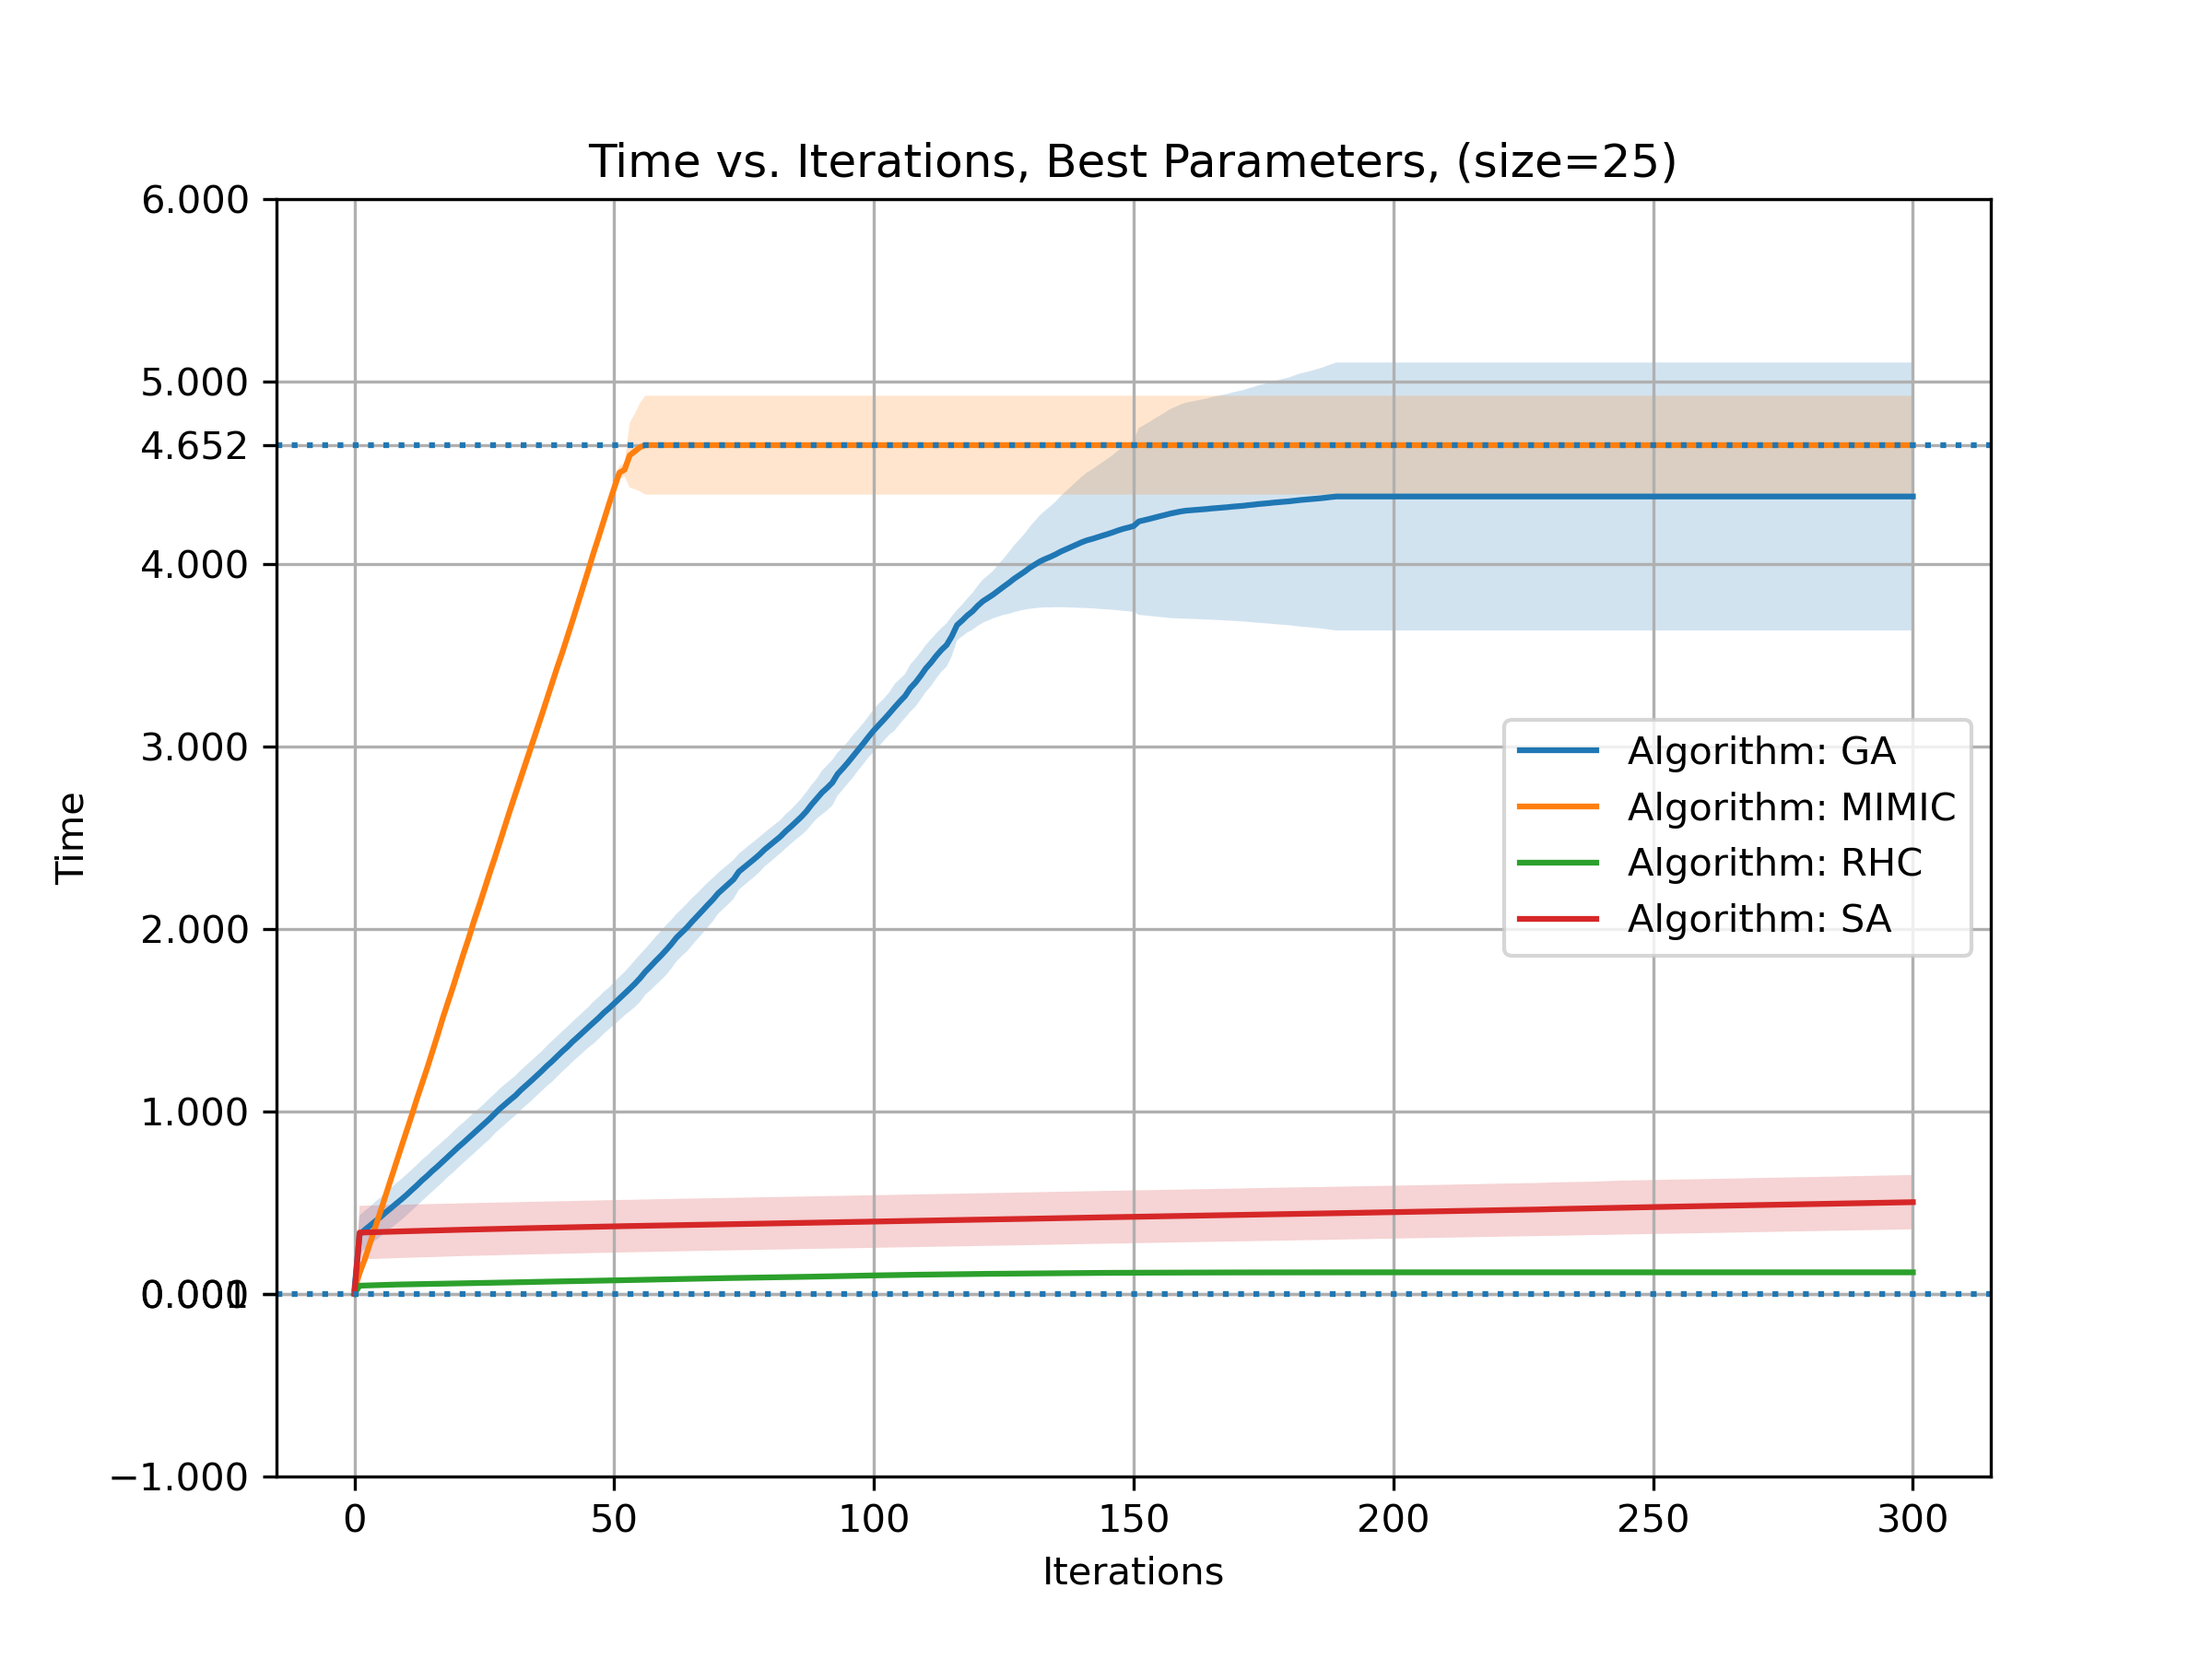 Time vs. Iterations, Best Parameters, (size=25)
6.000
5.000
4.652
4.000
3.000
2.000
1.000
0.000
−1.000
Time
Algorithm: GA
Algorithm: MIMIC
Algorithm: RHC
Algorithm: SA
0 50 100 150 200 250 300
Iterations